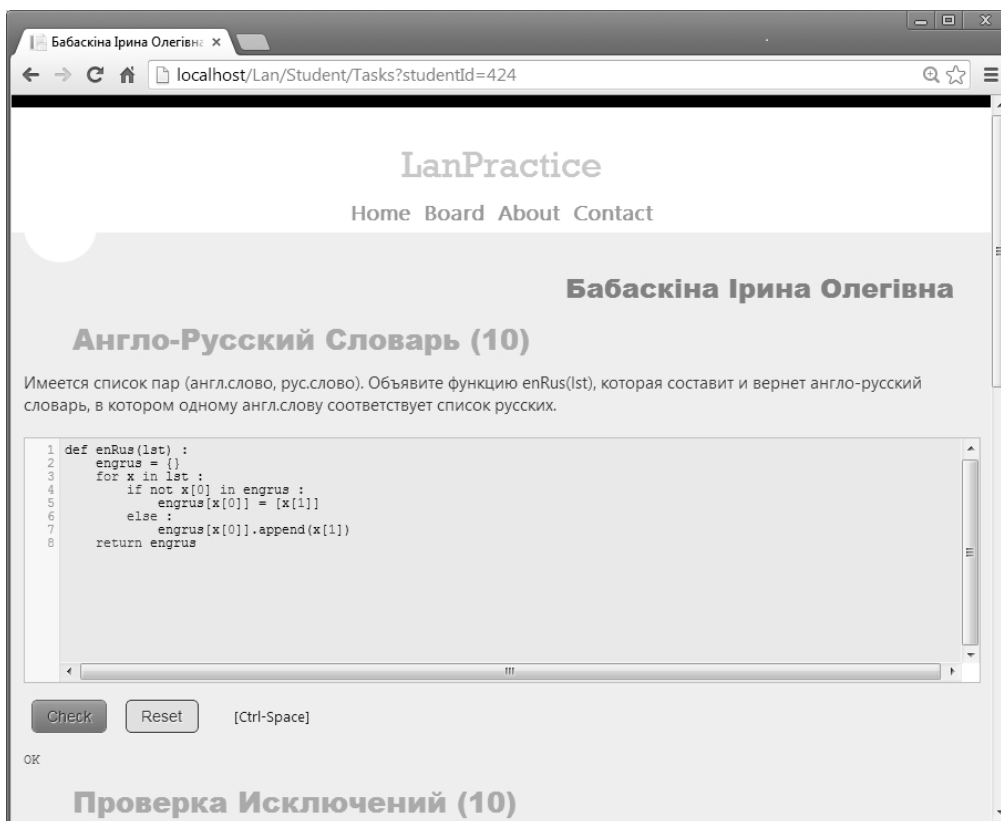 Бабаскіна Ірина Олегівна
localhost/Lan/Student/Tasks?studentId=424
LanPractice
Home Board About Contact
Бабаскіна Ірина Олегівна
Англо-Русский Словарь (10)
Имеется список пар (англ.слово, рус.слово). Объявите функцию enRus(lst), которая составит и вернет англо-русский
словарь, в котором одному англ.слову соответствует список русских.
1 def enRus(lst) :
2     engrus = {}
3     for x in lst :
4         if not x[0] in engrus :
5             engrus[x[0]] = [x[1]]
6         else :
7             engrus[x[0]].append(x[1])
8     return engrus
Check Reset [Ctrl-Space]
OK
Проверка Исключений (10)